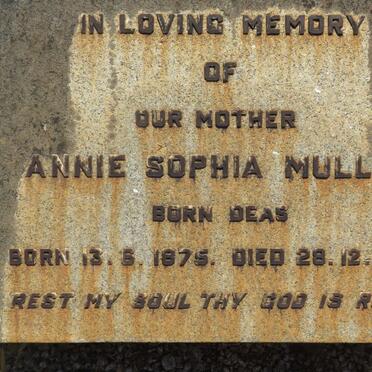 IN LOVING MEMORY
OF
OUR MOTHER
ANNIE SOPHIA MULL
BORN DEAS
BORN 13. 6. 1875. DIED 28. 12.
REST MY SOUL THY GOD IS R